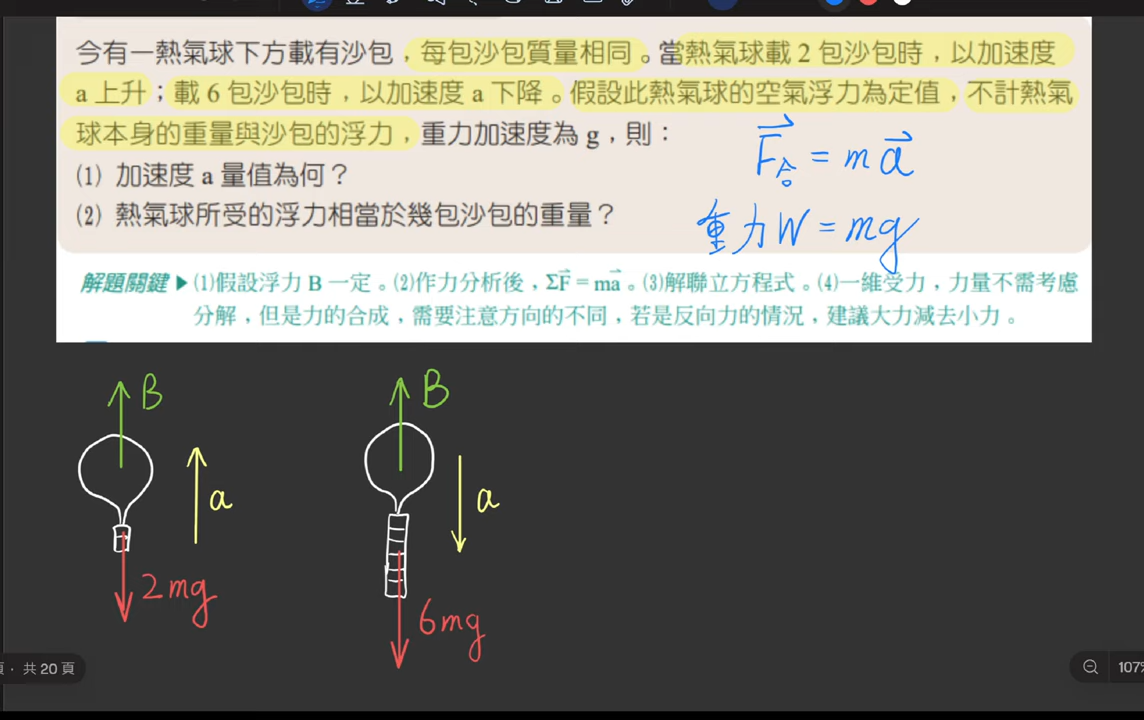 今有一熱氣球下方載有沙包，每包沙包質量相同。當熱氣球載 2 包沙包時，以加速度
a 上升；載 6 包沙包時，以加速度 a 下降。假設此熱氣球的空氣浮力為定值，不計熱氣
球本身的重量與沙包的浮力，重力加速度為 g，則：
(1) 加速度 a 量值為何？
(2) 熱氣球所受的浮力相當於幾包沙包的重量？
F合 = ma
重力 W = mg
解題關鍵▶(1)假設浮力 B 一定。(2)作力分析後，ΣF = ma。(3)解聯立方程式。(4)一維受力，力量不需考慮
分解，但是力的合成，需要注意方向的不同，若是反向力的情況，建議大力減去小力。
B
a
2mg
B
a
6mg
頁 · 共 20 頁
107%